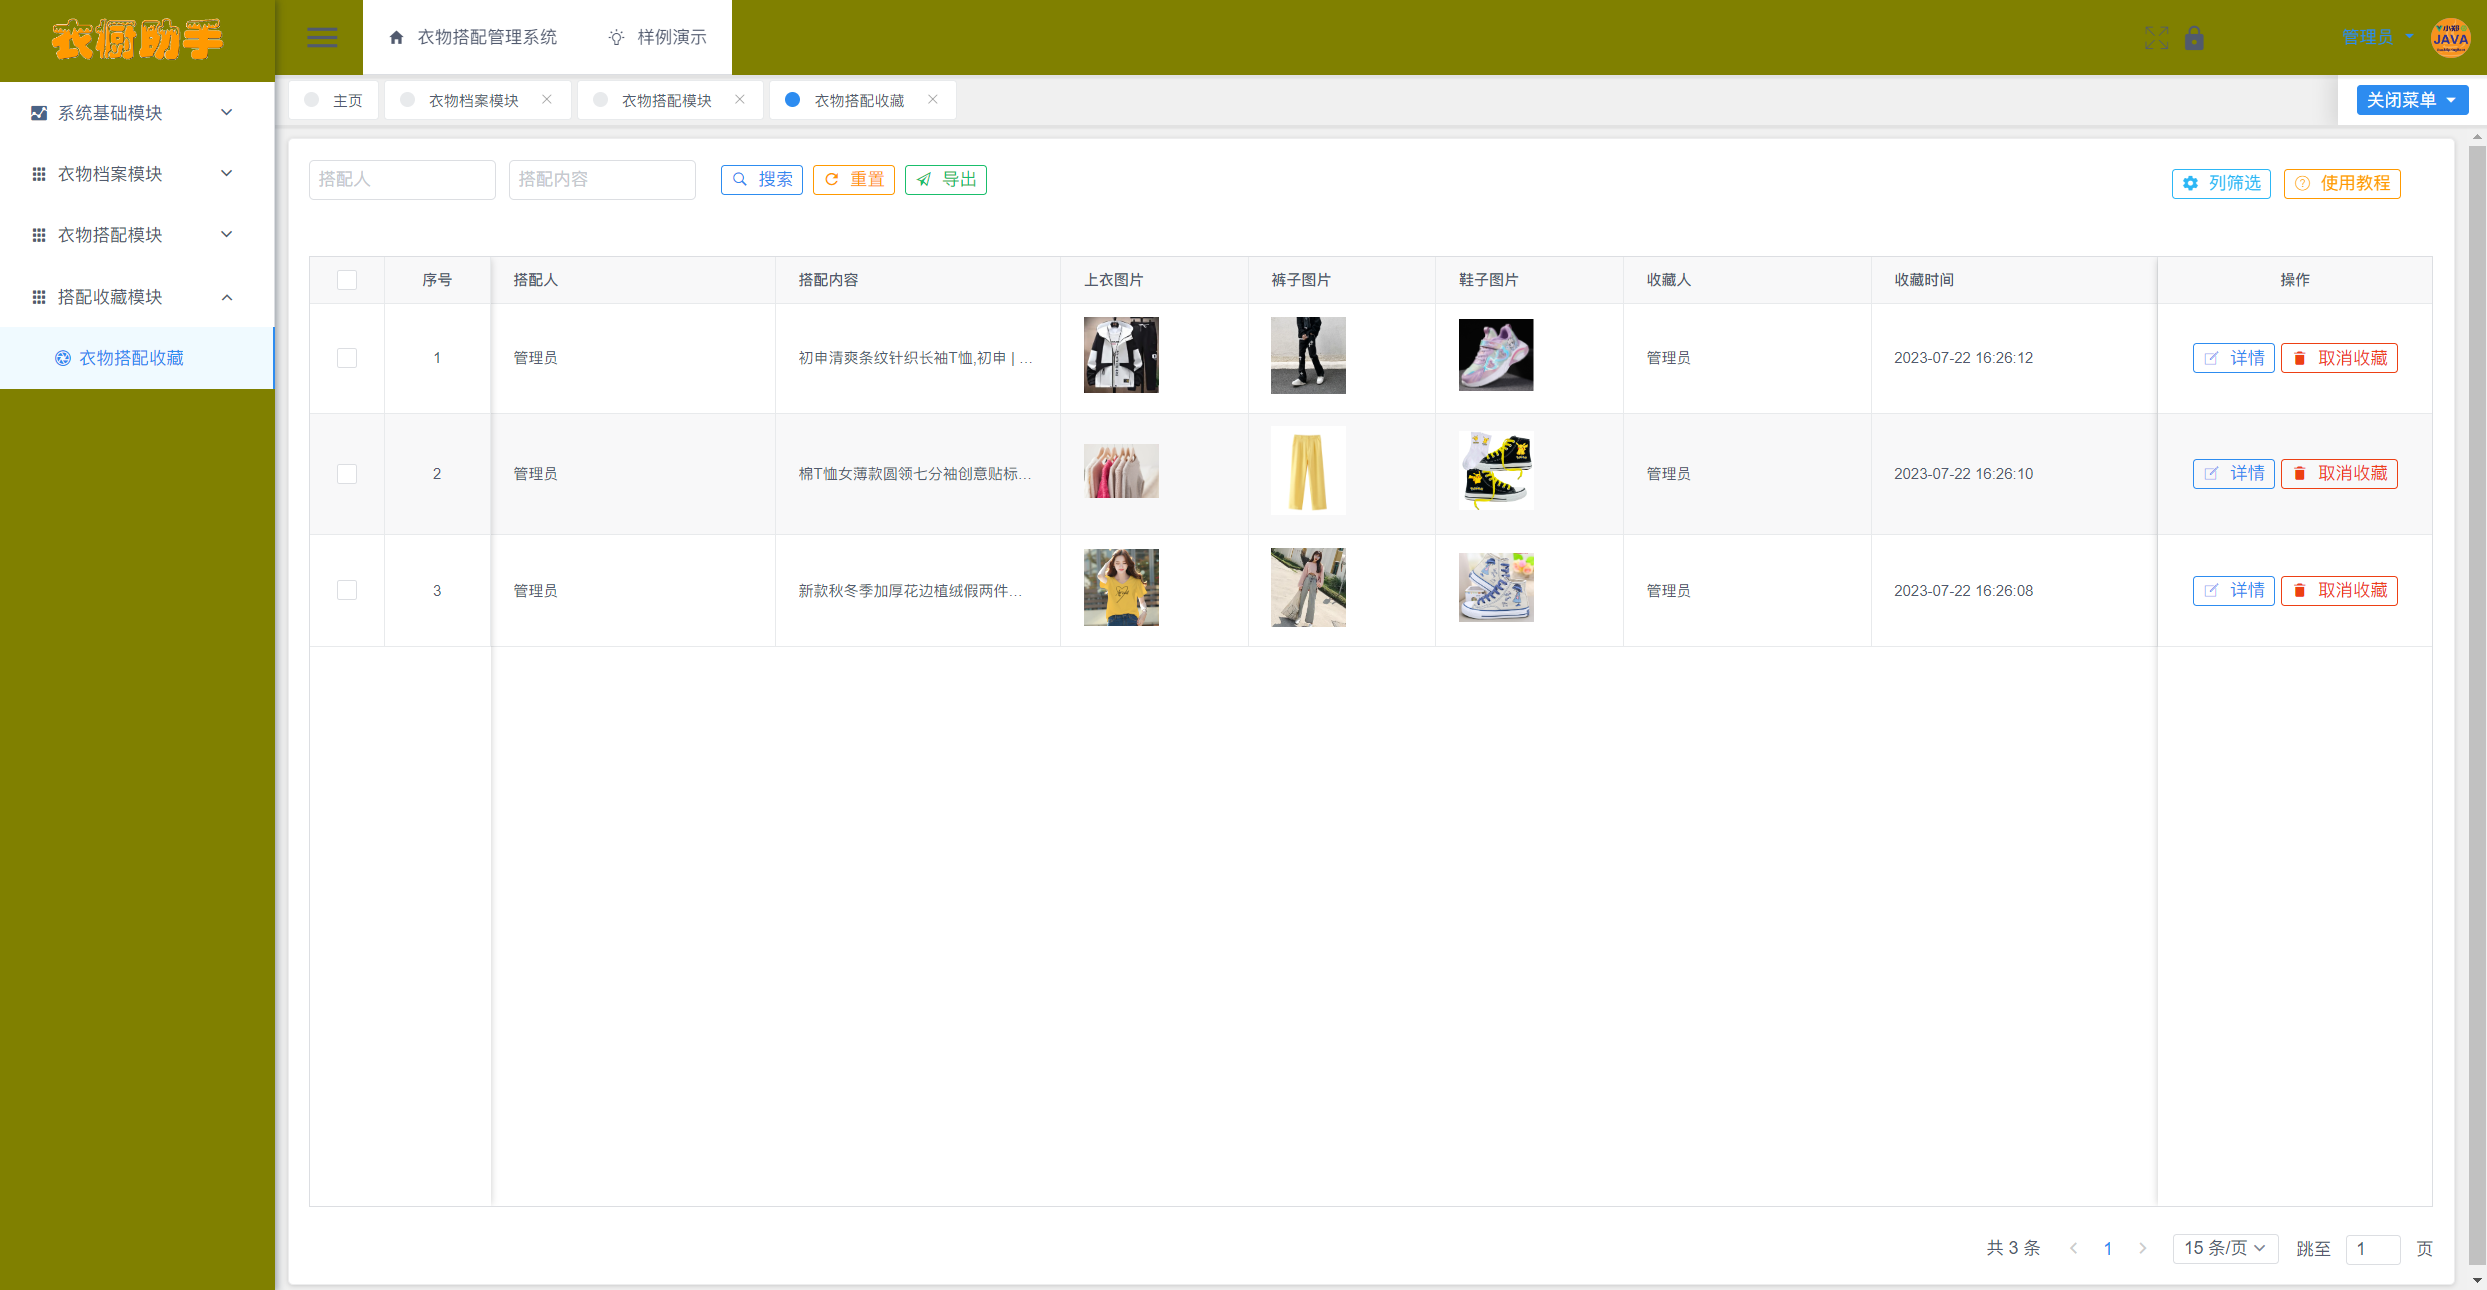 衣橱助手
衣物搭配管理系统 样例演示
管理员
小郑
JAVA
主页 衣物档案模块 衣物搭配模块 衣物搭配收藏
关闭菜单
系统基础模块
衣物档案模块
衣物搭配模块
搭配收藏模块
衣物搭配收藏
搭配人 搭配内容 搜索 重置 导出
列筛选 使用教程
序号 搭配人 搭配内容 上衣图片 裤子图片 鞋子图片 收藏人 收藏时间 操作
1 管理员 初申清爽条纹针织长袖T恤,初申 | ... 管理员 2023-07-22 16:26:12 详情 取消收藏
2 管理员 棉T恤女薄款圆领七分袖创意贴标... 管理员 2023-07-22 16:26:10 详情 取消收藏
3 管理员 新款秋冬季加厚花边植绒假两件... 管理员 2023-07-22 16:26:08 详情 取消收藏
共 3 条 1 15 条/页 跳至 1 页